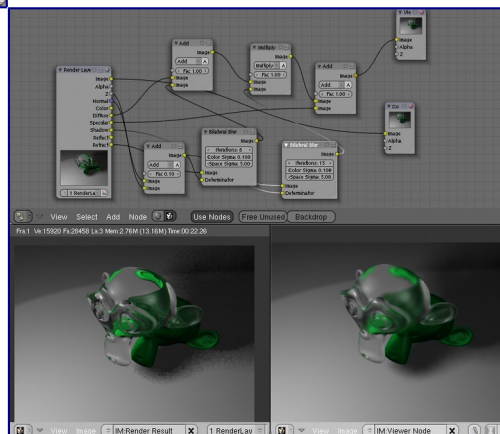 Vie
Image
Alpha
Z
Add
Image
Add
A
Fac 1.00
Image
Image
Multiply
Image
Multiply
A
Fac 1.00
Image
Image
Add
Image
Add
A
Fac 1.00
Image
Image
Render Laye
Image
Alpha
Z
Normal
Color
Diffuse
Specular
Shadow
Reflect
Refract
1 RenderLa
Co
Image
Alpha
Z
Add
Image
Add
A
Fac 0.50
Image
Image
Bilateral Blur
Image
Iterations: 8
Color Sigma: 0.100
Space Sigma: 5.00
Image
Determinator
Bilateral Blur
Image
Iterations: 15
Color Sigma: 0.100
Space Sigma: 5.00
Image
Determinator
View Select Add Node Use Nodes Free Unused Backdrop
Fra:1 Ve:15920 Fa:28458 La:3 Mem:2.76M (13.16M) Time:00:22.26
View Image IM:Render Result X 1 RenderLay
View Image IM:Viewer Node X